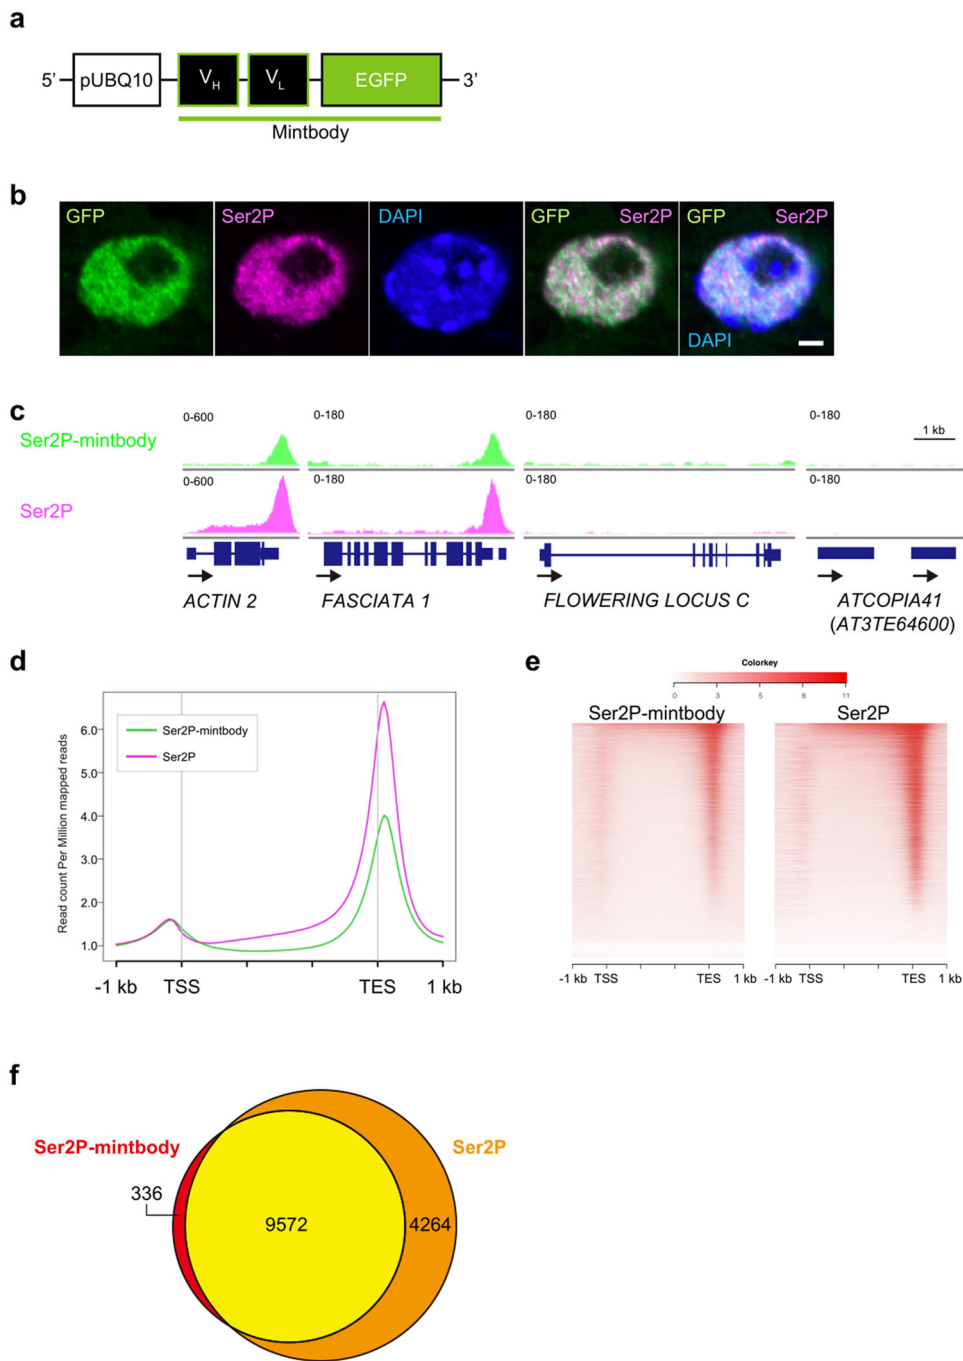 a
5’ pUBQ10 VH VL EGFP 3’
Mintbody
b
GFP Ser2P DAPI GFP Ser2P GFP Ser2P
DAPI
c
0-600 0-180 0-180 0-180
Ser2P-mintbody
1 kb
0-600 0-180 0-180 0-180
Ser2P
ACTIN 2 FASCIATA 1 FLOWERING LOCUS C ATCOPIA41
(AT3TE64600)
d
Read count Per Million mapped reads
Ser2P-mintbody
Ser2P
6.0
5.0
4.0
3.0
2.0
1.0
-1 kb TSS TES 1 kb
e
Colorkey
0 3 5 8 11
Ser2P-mintbody Ser2P
-1 kb TSS TES 1 kb -1 kb TSS TES 1 kb
f
Ser2P-mintbody Ser2P
336
9572 4264